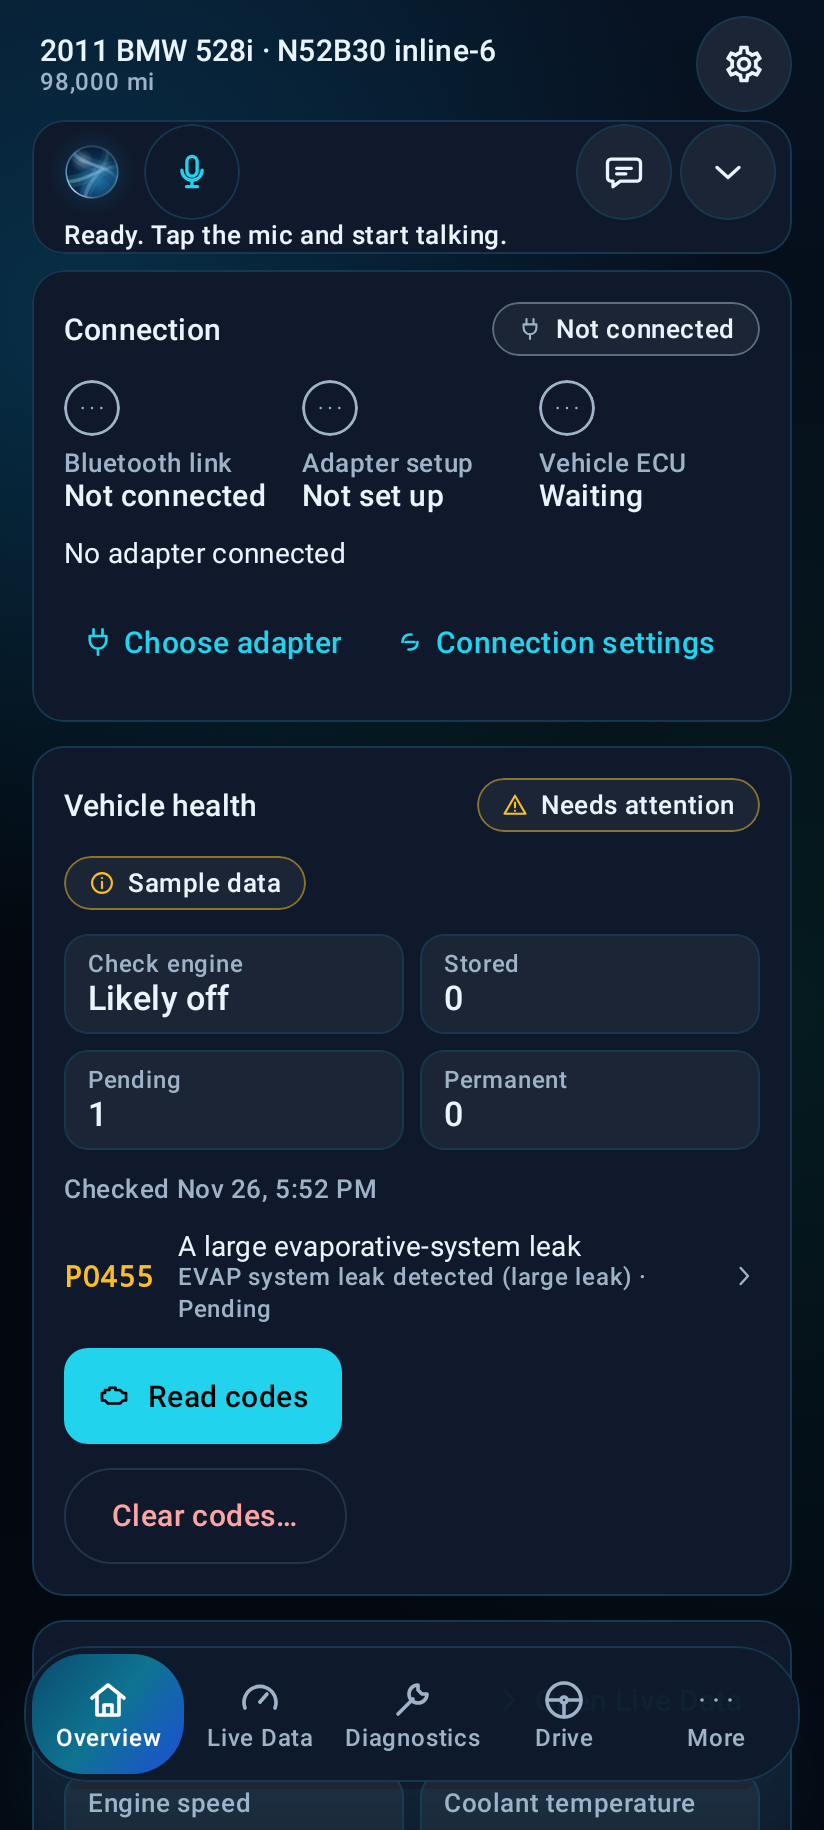 2011 BMW 528i · N52B30 inline-6
98,000 mi
Ready. Tap the mic and start talking.
Connection
Not connected
Bluetooth link
Not connected
Adapter setup
Not set up
Vehicle ECU
Waiting
No adapter connected
Choose adapter
Connection settings
Vehicle health
Needs attention
Sample data
Check engine
Likely off
Stored
0
Pending
1
Permanent
0
Checked Nov 26, 5:52 PM
P0455
A large evaporative-system leak
EVAP system leak detected (large leak) ·
Pending
Read codes
Clear codes…
Open Live Data
Overview
Live Data
Diagnostics
Drive
More
Engine speed
Coolant temperature